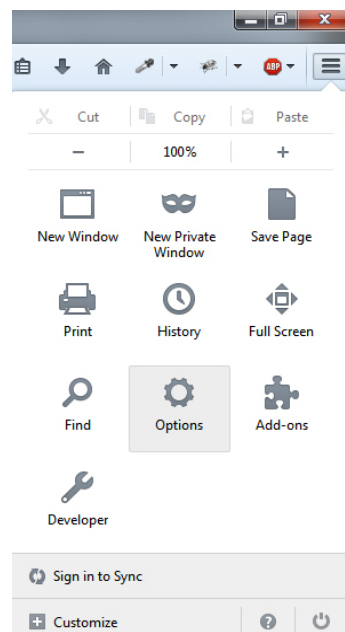 ABP
Cut Copy Paste
− 100% +
New Window New Private Window Save Page
Print History Full Screen
Find Options Add-ons
Developer
Sign in to Sync
Customize ?